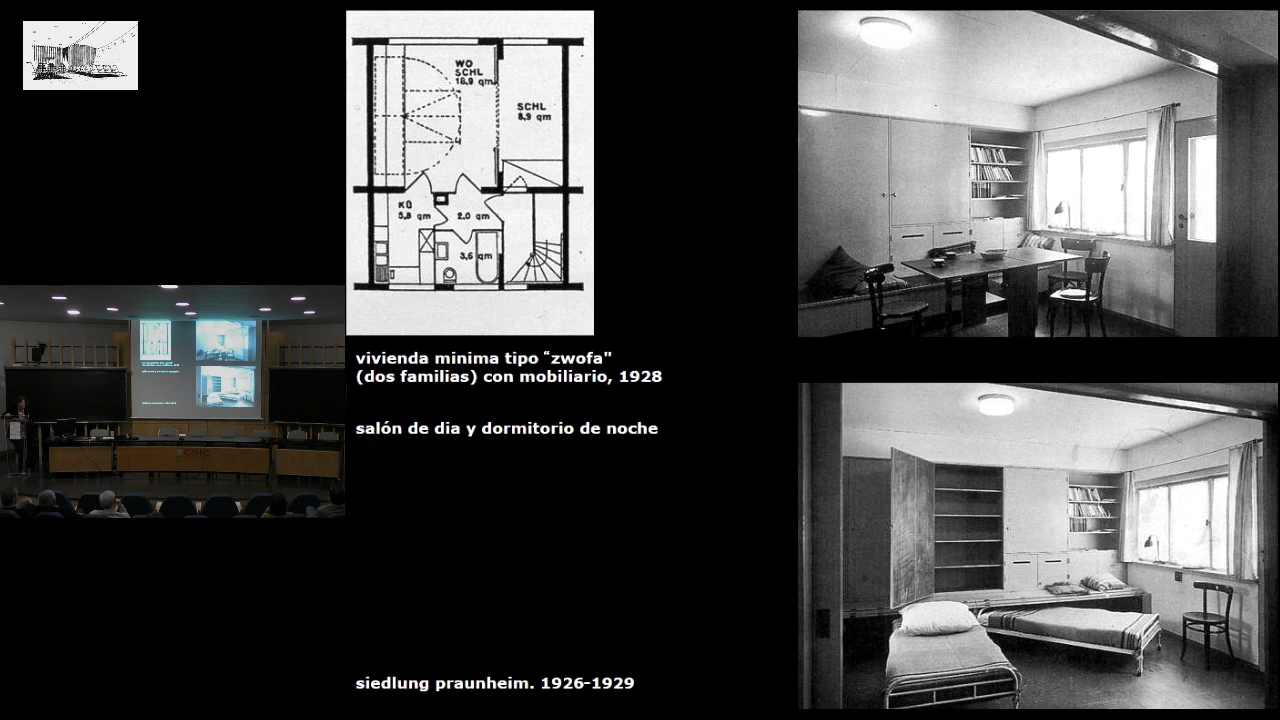 WO
SCHL
16,9 qm
SCHL
8,9 qm
KÜ
5,8 qm
2,0 qm
3,6 qm
vivienda minima tipo “zwofa"
(dos familias) con mobiliario, 1928
salón de dia y dormitorio de noche
CSIC
siedlung praunheim. 1926-1929